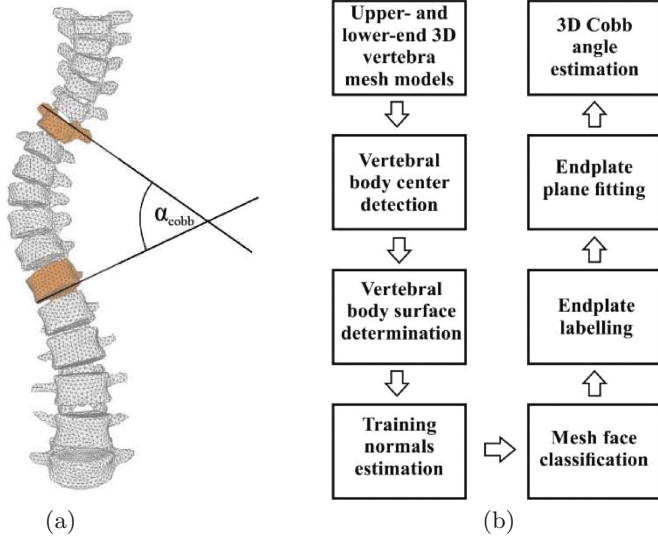 α_cobb
(a)
Upper- and
lower-end 3D
vertebra
mesh models
Vertebral
body center
detection
Vertebral
body surface
determination
Training
normals
estimation
Mesh face
classification
Endplate
labelling
Endplate
plane fitting
3D Cobb
angle
estimation
(b)